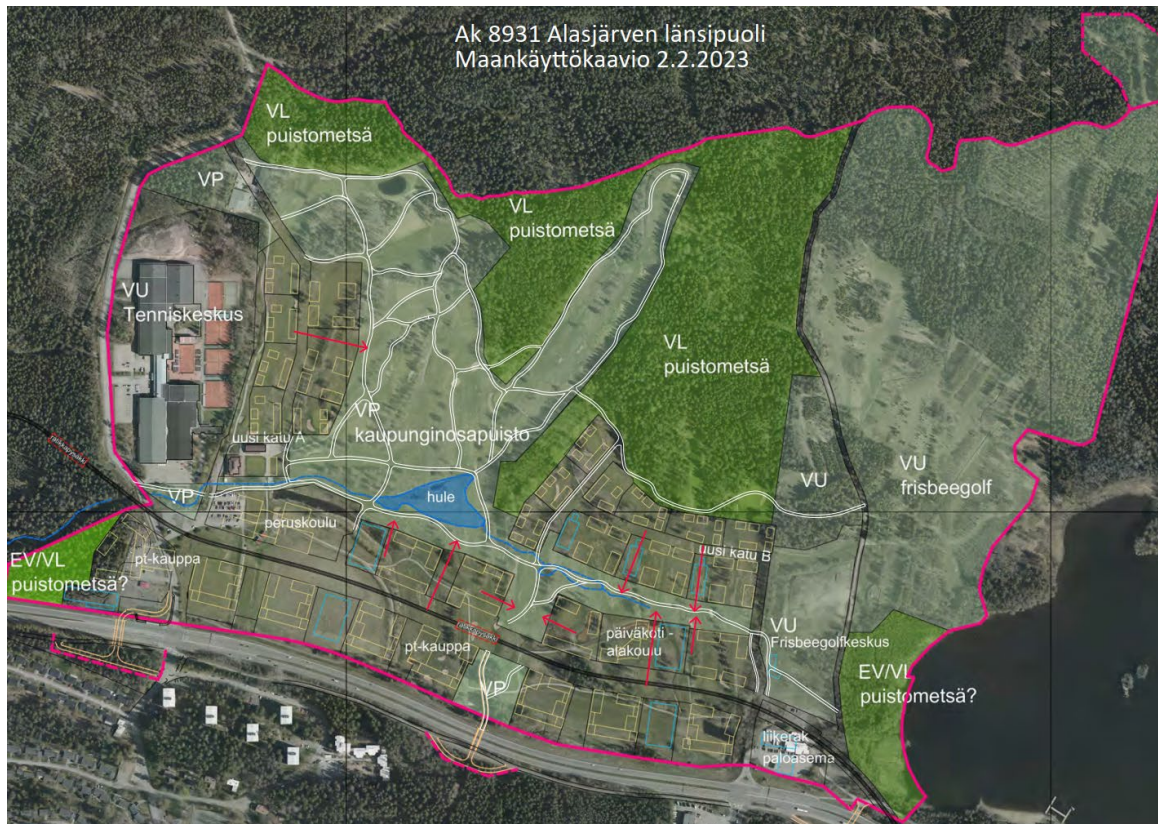 Ak 8931 Alasjärven länsipuoli
Maankäyttökaavio 2.2.2023
VL
puistometsä
VP
VL
puistometsä
VU
Tenniskeskus
VL
puistometsä
VP
kaupunginosapuisto
uusi katu A
raitiopysäkki
VU
frisbeegolf
VU
VP
hule
peruskoulu
uusi katu B
pt-kauppa
EV/VL
puistometsä?
VU
Frisbeegolfkeskus
päiväkoti -
alakoulu
raitiopysäkki
pt-kauppa
EV/VL
puistometsä?
VP
liikerak
paloasema